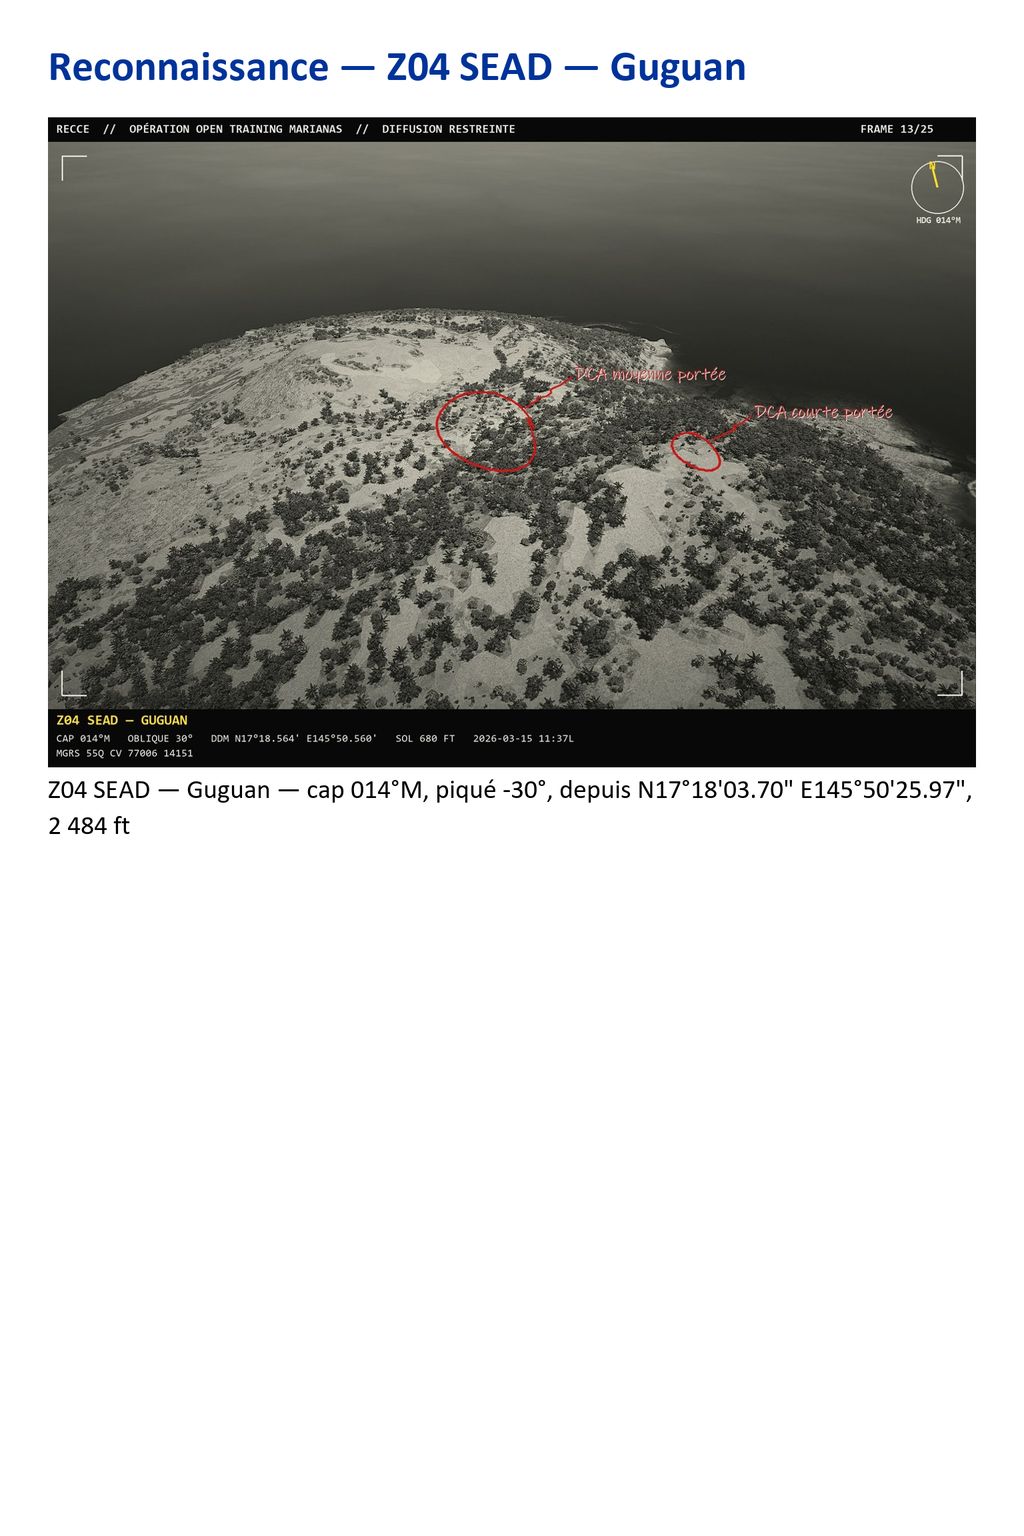 Reconnaissance — Z04 SEAD — Guguan
RECCE // OPÉRATION OPEN TRAINING MARIANAS // DIFFUSION RESTREINTE FRAME 13/25
N
HDG 014°M
DCA moyenne portée
DCA courte portée
Z04 SEAD — GUGUAN
CAP 014°M OBLIQUE 30° DDM N17°18.564' E145°50.560' SOL 680 FT 2026-03-15 11:37L
MGRS 55Q CV 77006 14151
Z04 SEAD — Guguan — cap 014°M, piqué -30°, depuis N17°18'03.70" E145°50'25.97",
2 484 ft